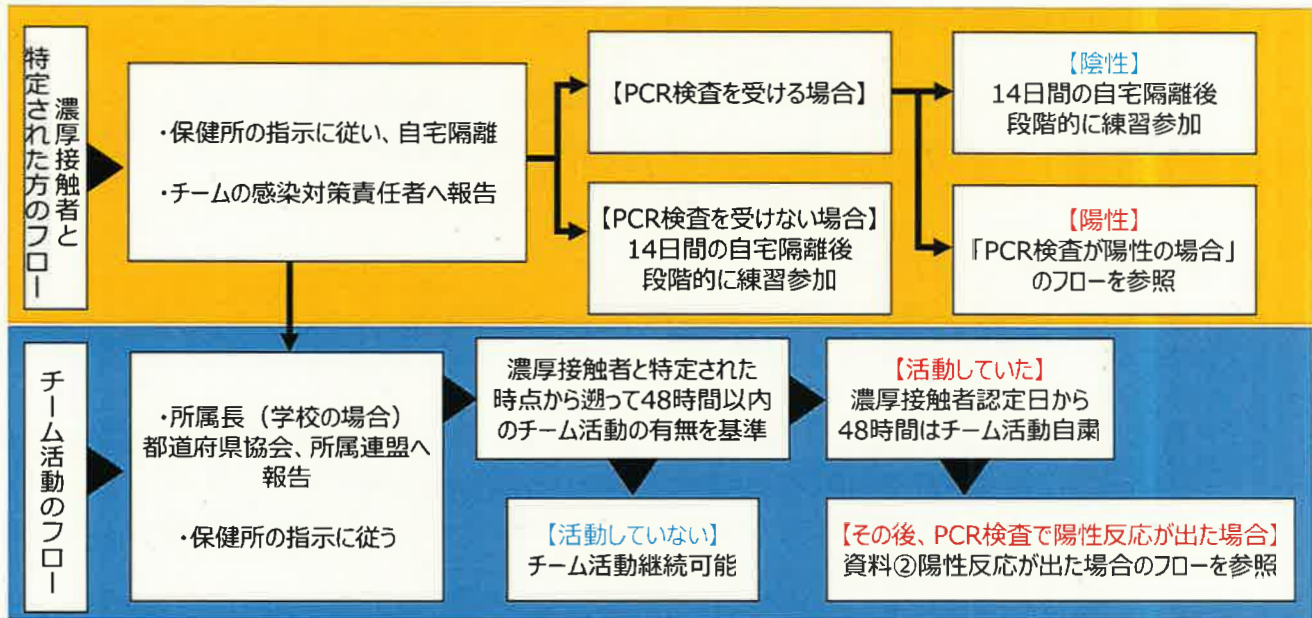 濃厚接触者と
特定された方のフロー
・保健所の指示に従い、自宅隔離
・チームの感染対策責任者へ報告
【PCR検査を受ける場合】
【PCR検査を受けない場合】
14日間の自宅隔離後
段階的に練習参加
【陰性】
14日間の自宅隔離後
段階的に練習参加
【陽性】
「PCR検査が陽性の場合」
のフローを参照
チーム活動のフロー
・所属長（学校の場合）
都道府県協会、所属連盟へ
報告
・保健所の指示に従う
濃厚接触者と特定された
時点から遡って48時間以内
のチーム活動の有無を基準
【活動していない】
チーム活動継続可能
【活動していた】
濃厚接触者認定日から
48時間はチーム活動自粛
【その後、PCR検査で陽性反応が出た場合】
資料②陽性反応が出た場合のフローを参照